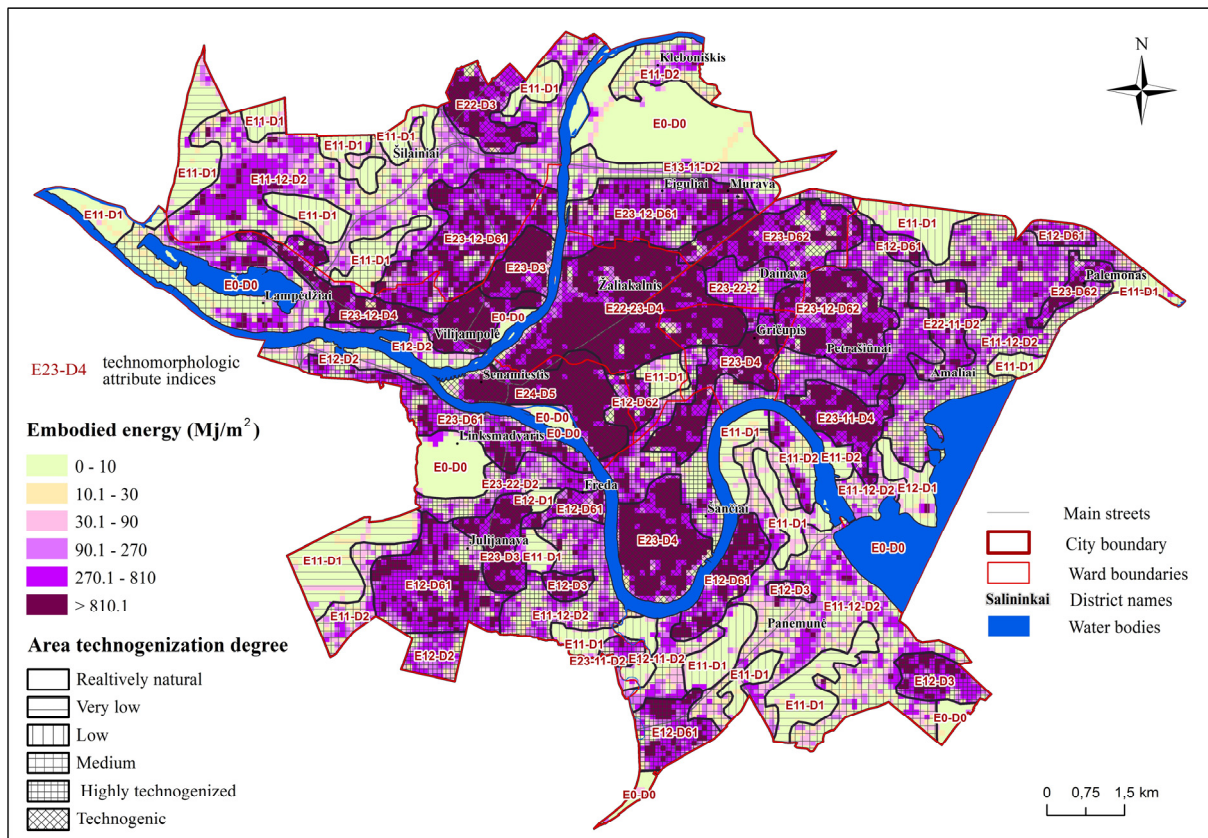 N
Kleboniškis
E11-D2
E11-D1
E22-D3
E0-D0
E11-D1
E11-D1
E11-D1
Šilainiai
E13-11-D2
E11-D1
E11-12-D2
Eiguliai
Murava
E11-D1
E11-D1
E23-12-D61
E23-12-D61
E23-D62
E11-D1
E12-D61
E12-D61
E11-D1
E23-D3
Dainava
Palemonas
E0-D0
Žaliakalnis
E23-22-2
E23-D62
E11-D1
Lampėdžiai
E22-23-D4
E23-12-D62
E22-11-D2
E23-12-D4
E0-D0
Vilijampolė
Gričiupis
E11-12-D2
E12-D2
E12-D2
Petrašiūnai
Senamiestis
E23-D4
Amaliai
E11-D1
E11-D1
E24-D5
E12-D62
E23-D61
E0-D0
E23-11-D4
Linksmadvaris
E0-D0
E11-D1
E0-D0
E11-D2
E11-D2
E23-22-D2
Freda
E11-12-D2
E12-D1
E12-D1
E12-D61
Šančiai
E11-D1
Julijanava
E23-D4
E0-D0
E23-D3
E11-D1
E11-D1
E12-D61
E12-D3
E12-D61
E12-D3
E11-D2
E11-12-D2
E11-12-D2
Panemunė
E11-D1
E12-D2
E23-11-D2
E12-11-D2
E11-D1
E11-D1
E12-D3
E11-D1
E0-D0
E12-D61
E0-D0
E23-D4
technomorphologic
attribute indices
Embodied energy (Mj/m2)
0 - 10
10.1 - 30
30.1 - 90
90.1 - 270
270.1 - 810
> 810.1
Area technogenization degree
Realtively natural
Very low
Low
Medium
Highly technogenized
Technogenic
Main streets
City boundary
Ward boundaries
Salininkai
District names
Water bodies
0 0,75 1,5 km